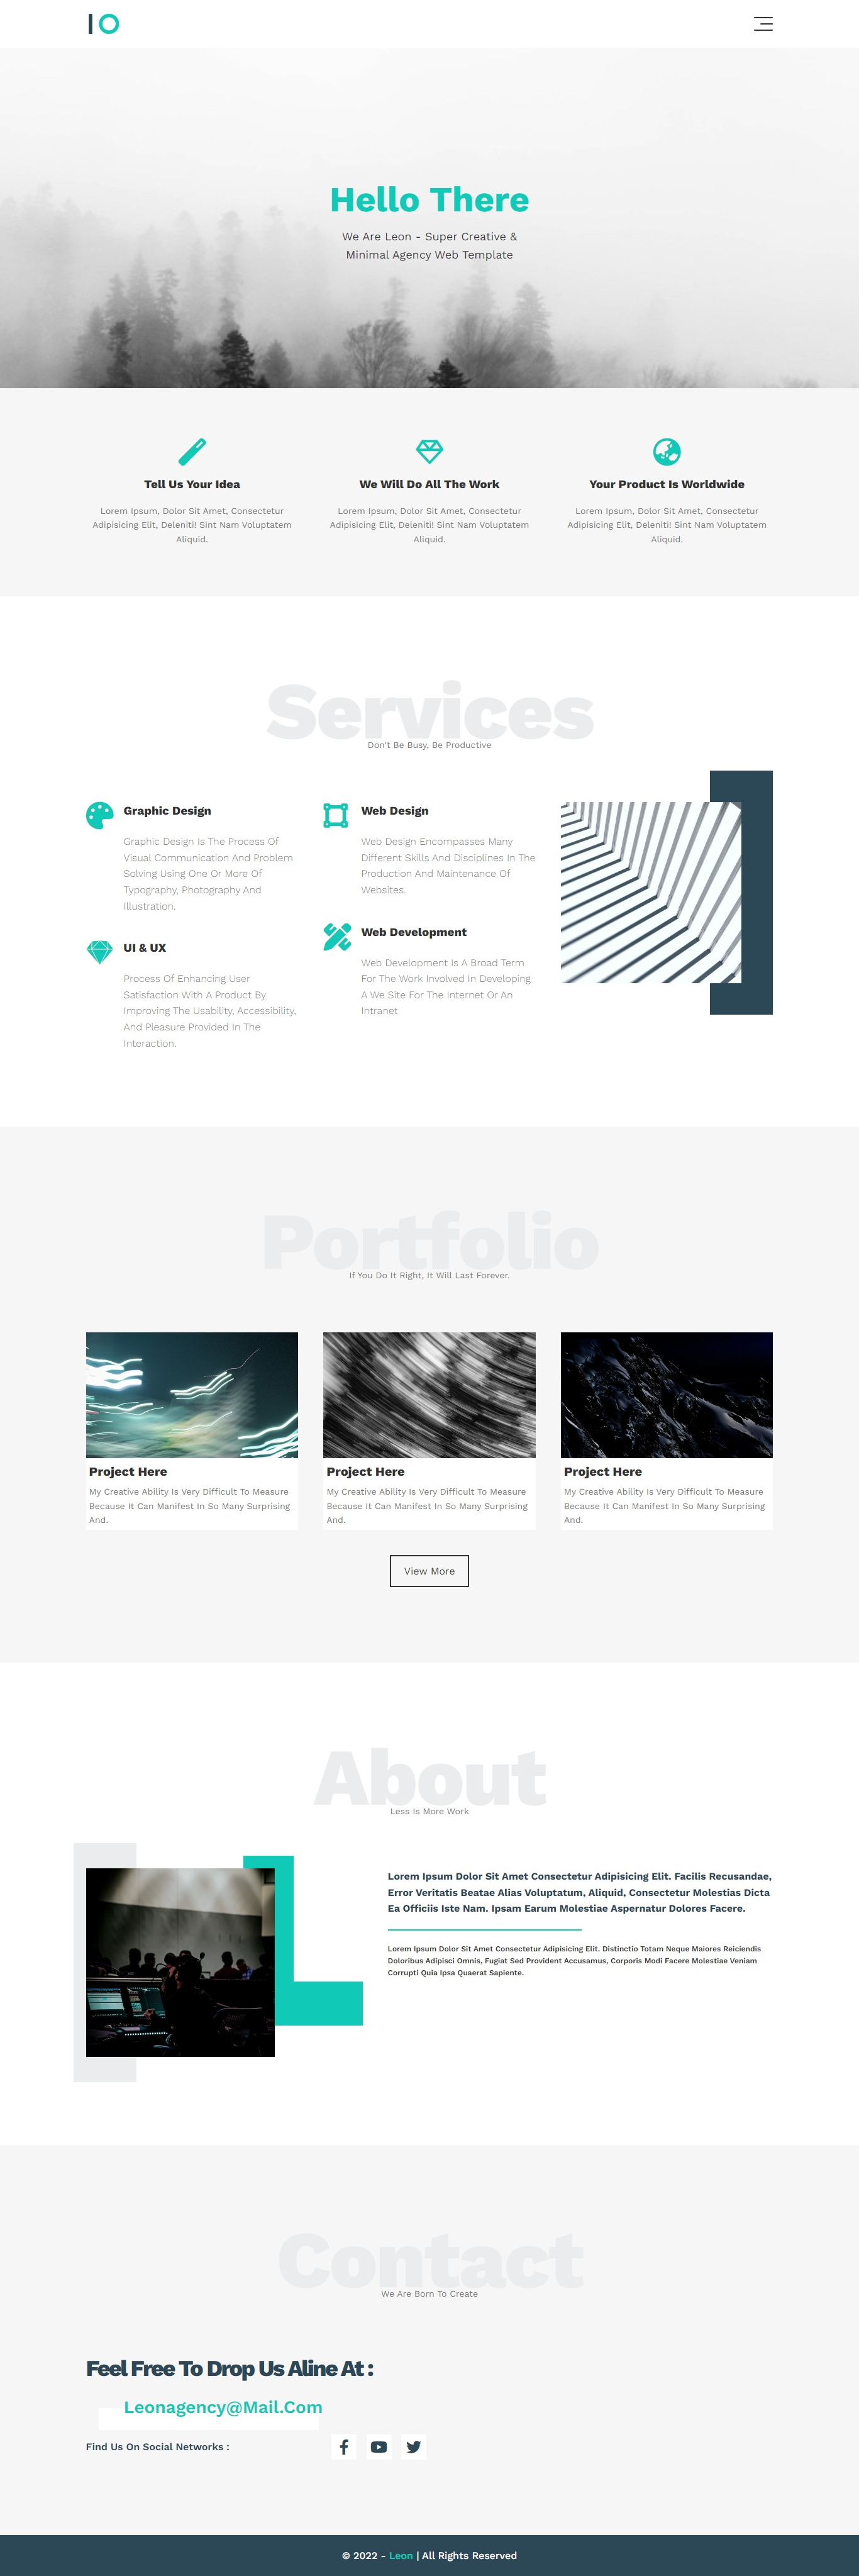 IO
Hello There
We Are Leon - Super Creative &
Minimal Agency Web Template
Tell Us Your Idea
Lorem Ipsum, Dolor Sit Amet, Consectetur
Adipisicing Elit, Deleniti! Sint Nam Voluptatem
Aliquid.
We Will Do All The Work
Lorem Ipsum, Dolor Sit Amet, Consectetur
Adipisicing Elit, Deleniti! Sint Nam Voluptatem
Aliquid.
Your Product Is Worldwide
Lorem Ipsum, Dolor Sit Amet, Consectetur
Adipisicing Elit, Deleniti! Sint Nam Voluptatem
Aliquid.
Services
Don't Be Busy, Be Productive
Graphic Design
Graphic Design Is The Process Of
Visual Communication And Problem
Solving Using One Or More Of
Typography, Photography And
Illustration.
UI & UX
Process Of Enhancing User
Satisfaction With A Product By
Improving The Usability, Accessibility,
And Pleasure Provided In The
Interaction.
Web Design
Web Design Encompasses Many
Different Skills And Disciplines In The
Production And Maintenance Of
Websites.
Web Development
Web Development Is A Broad Term
For The Work Involved In Developing
A We Site For The Internet Or An
Intranet
Portfolio
If You Do It Right, It Will Last Forever.
Project Here
My Creative Ability Is Very Difficult To Measure
Because It Can Manifest In So Many Surprising
And.
Project Here
My Creative Ability Is Very Difficult To Measure
Because It Can Manifest In So Many Surprising
And.
Project Here
My Creative Ability Is Very Difficult To Measure
Because It Can Manifest In So Many Surprising
And.
View More
About
Less Is More Work
Lorem Ipsum Dolor Sit Amet Consectetur Adipisicing Elit. Facilis Recusandae,
Error Veritatis Beatae Alias Voluptatum, Aliquid, Consectetur Molestias Dicta
Ea Officiis Iste Nam. Ipsam Earum Molestiae Aspernatur Dolores Facere.
Lorem Ipsum Dolor Sit Amet Consectetur Adipisicing Elit. Distinctio Totam Neque Maiores Reiciendis
Doloribus Adipisci Omnis, Fugiat Sed Provident Accusamus, Corporis Modi Facere Molestiae Veniam
Corrupti Quia Ipsa Quaerat Sapiente.
Contact
We Are Born To Create
Feel Free To Drop Us Aline At :
Leonagency@Mail.Com
Find Us On Social Networks :
© 2022 - Leon | All Rights Reserved